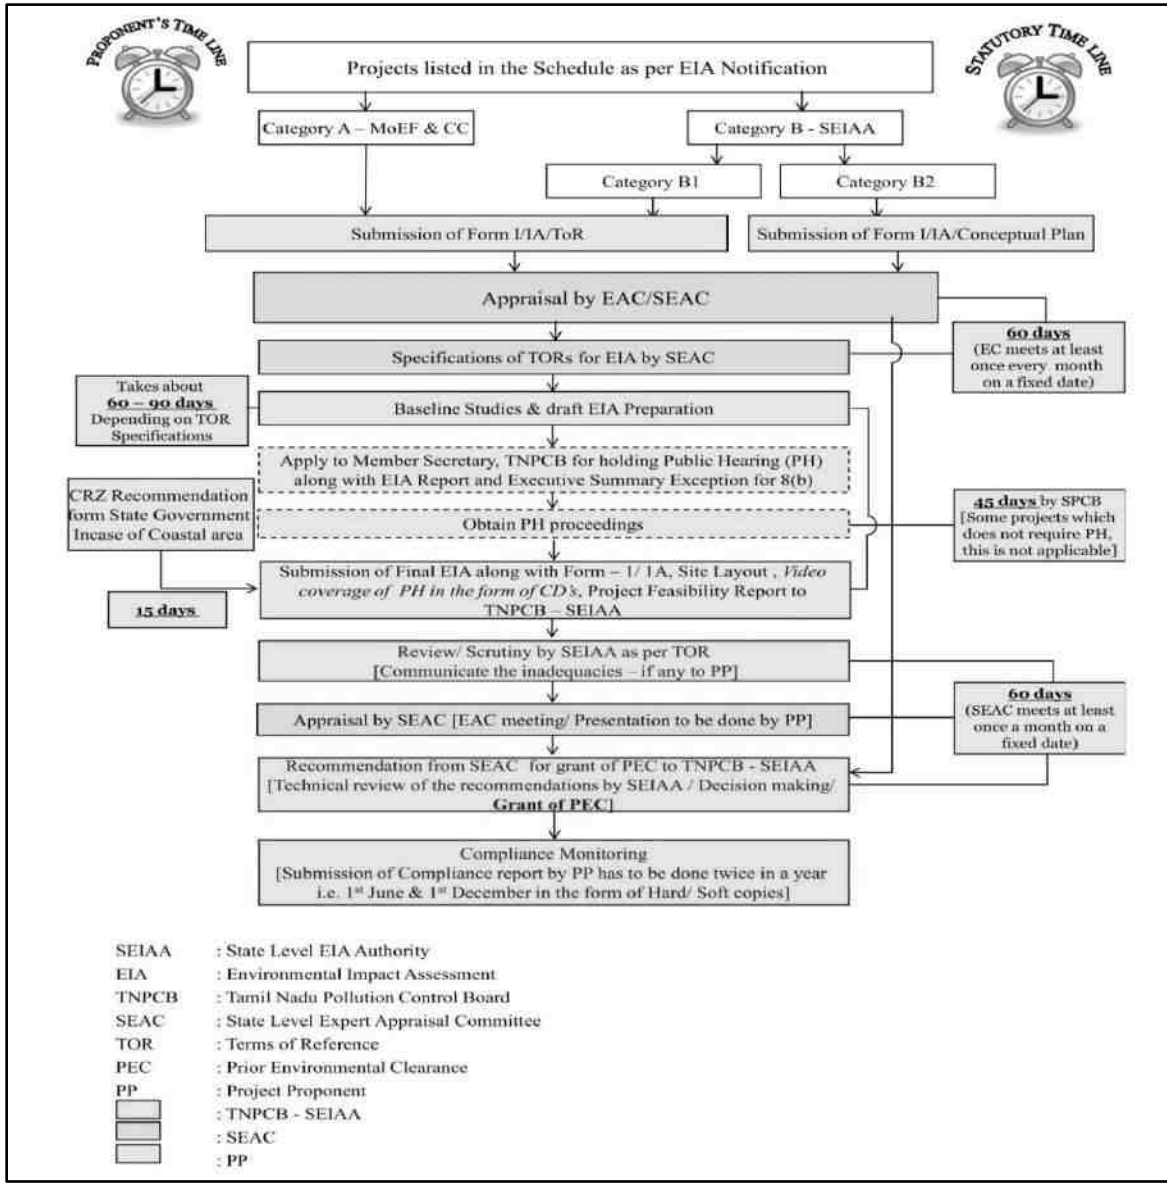 PROPONENT'S TIME LINE
STATUTORY TIME LINE
Projects listed in the Schedule as per EIA Notification
Category A – MoEF & CC
Category B - SEIAA
Category B1
Category B2
Submission of Form I/IA/ToR
Submission of Form I/IA/Conceptual Plan
Appraisal by EAC/SEAC
60 days
(EC meets at least
once every month
on a fixed date)
Specifications of TORs for EIA by SEAC
Takes about
60 – 90 days
Depending on TOR
Specifications
Baseline Studies & draft EIA Preparation
Apply to Member Secretary, TNPCB for holding Public Hearing (PH)
along with EIA Report and Executive Summary Exception for 8(b)
CRZ Recommendation
form State Government
Incase of Coastal area
45 days by SPCB
[Some projects which
does not require PH,
this is not applicable]
Obtain PH proceedings
Submission of Final EIA along with Form – 1/ 1A, Site Layout , Video
coverage of PH in the form of CD's, Project Feasibility Report to
TNPCB – SEIAA
15 days
Review/ Scrutiny by SEIAA as per TOR
[Communicate the inadequacies – if any to PP]
60 days
(SEAC meets at least
once a month on a
fixed date)
Appraisal by SEAC [EAC meeting/ Presentation to be done by PP]
Recommendation from SEAC for grant of PEC to TNPCB - SEIAA
[Technical review of the recommendations by SEIAA / Decision making/
Grant of PEC]
Compliance Monitoring
[Submission of Compliance report by PP has to be done twice in a year
i.e. 1st June & 1st December in the form of Hard/ Soft copies]
SEIAA : State Level EIA Authority
EIA : Environmental Impact Assessment
TNPCB : Tamil Nadu Pollution Control Board
SEAC : State Level Expert Appraisal Committee
TOR : Terms of Reference
PEC : Prior Environmental Clearance
PP : Project Proponent
: TNPCB - SEIAA
: SEAC
: PP